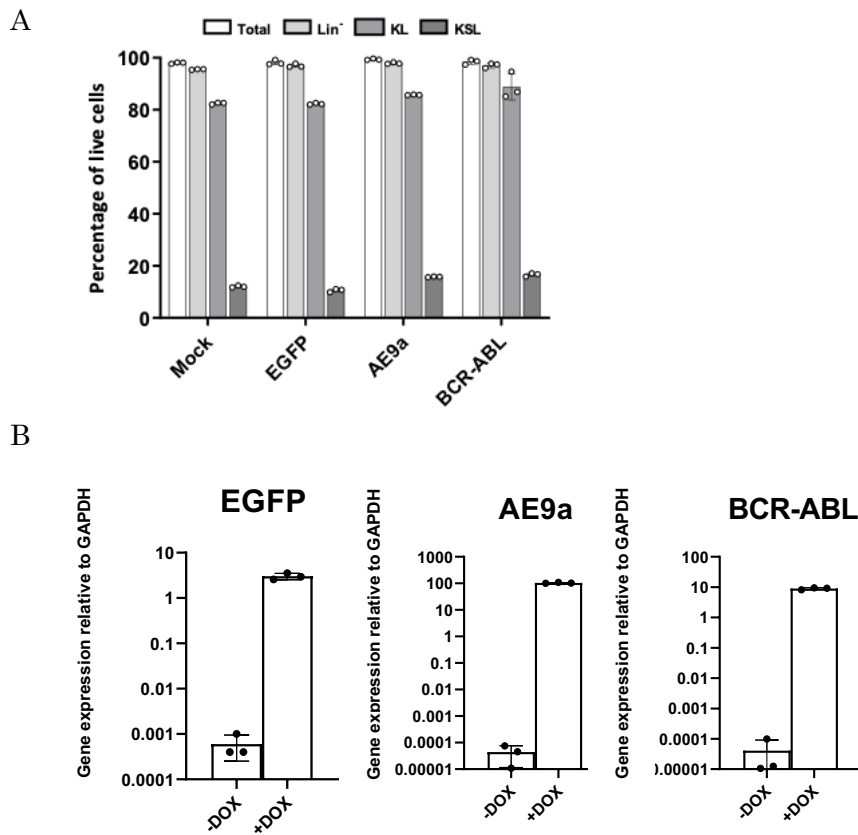 A
Total Lin⁻ KL KSL
Percentage of live cells
100
80
60
40
20
0
Mock
EGFP
AE9a
BCR-ABL
B
EGFP
Gene expression relative to GAPDH
10
1
0.1
0.01
0.001
0.0001
-DOX
+DOX
AE9a
Gene expression relative to GAPDH
1000
100
10
1
0.1
0.01
0.001
0.0001
0.00001
-DOX
+DOX
BCR-ABL
Gene expression relative to GAPDH
1000
100
10
1
0.1
0.01
0.001
0.0001
0.00001
-DOX
+DOX